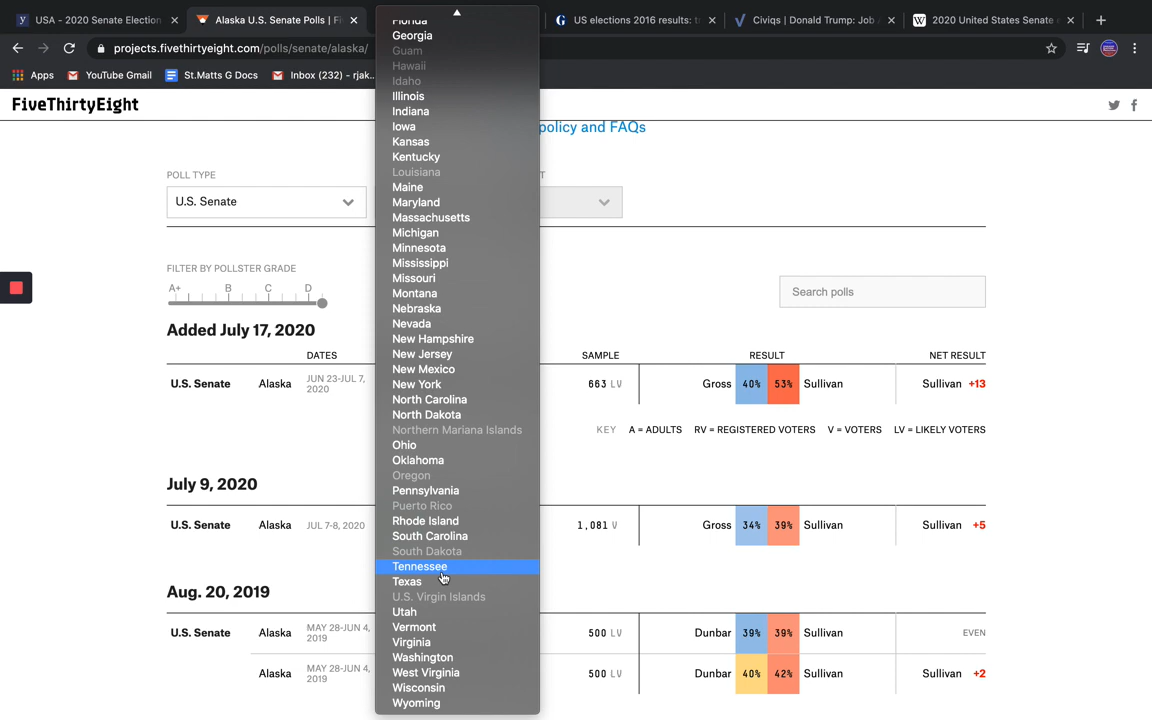 USA - 2020 Senate Election
Alaska U.S. Senate Polls | Fi
US elections 2016 results: t
Civiqs | Donald Trump: Job
2020 United States Senate
projects.fivethirtyeight.com/polls/senate/alaska/
Apps
YouTube Gmail
St.Matts G Docs
Inbox (232) - rjak...
FiveThirtyEight
policy and FAQs
POLL TYPE
U.S. Senate
FILTER BY POLLSTER GRADE
A+ B C D
Search polls
Florida
Georgia
Guam
Hawaii
Idaho
Illinois
Indiana
Iowa
Kansas
Kentucky
Louisiana
Maine
Maryland
Massachusetts
Michigan
Minnesota
Mississippi
Missouri
Montana
Nebraska
Nevada
New Hampshire
New Jersey
New Mexico
New York
North Carolina
North Dakota
Northern Mariana Islands
Ohio
Oklahoma
Oregon
Pennsylvania
Puerto Rico
Rhode Island
South Carolina
South Dakota
Tennessee
Texas
U.S. Virgin Islands
Utah
Vermont
Virginia
Washington
West Virginia
Wisconsin
Wyoming
Added July 17, 2020
DATES SAMPLE RESULT NET RESULT
U.S. Senate Alaska JUN 23-JUL 7, 2020 663 LV Gross 40% 53% Sullivan Sullivan +13
KEY A = ADULTS RV = REGISTERED VOTERS V = VOTERS LV = LIKELY VOTERS
July 9, 2020
U.S. Senate Alaska JUL 7-8, 2020 1,081 V Gross 34% 39% Sullivan Sullivan +5
Aug. 20, 2019
U.S. Senate Alaska MAY 28-JUN 4, 2019 500 LV Dunbar 39% 39% Sullivan EVEN
Alaska MAY 28-JUN 4, 2019 500 LV Dunbar 40% 42% Sullivan Sullivan +2